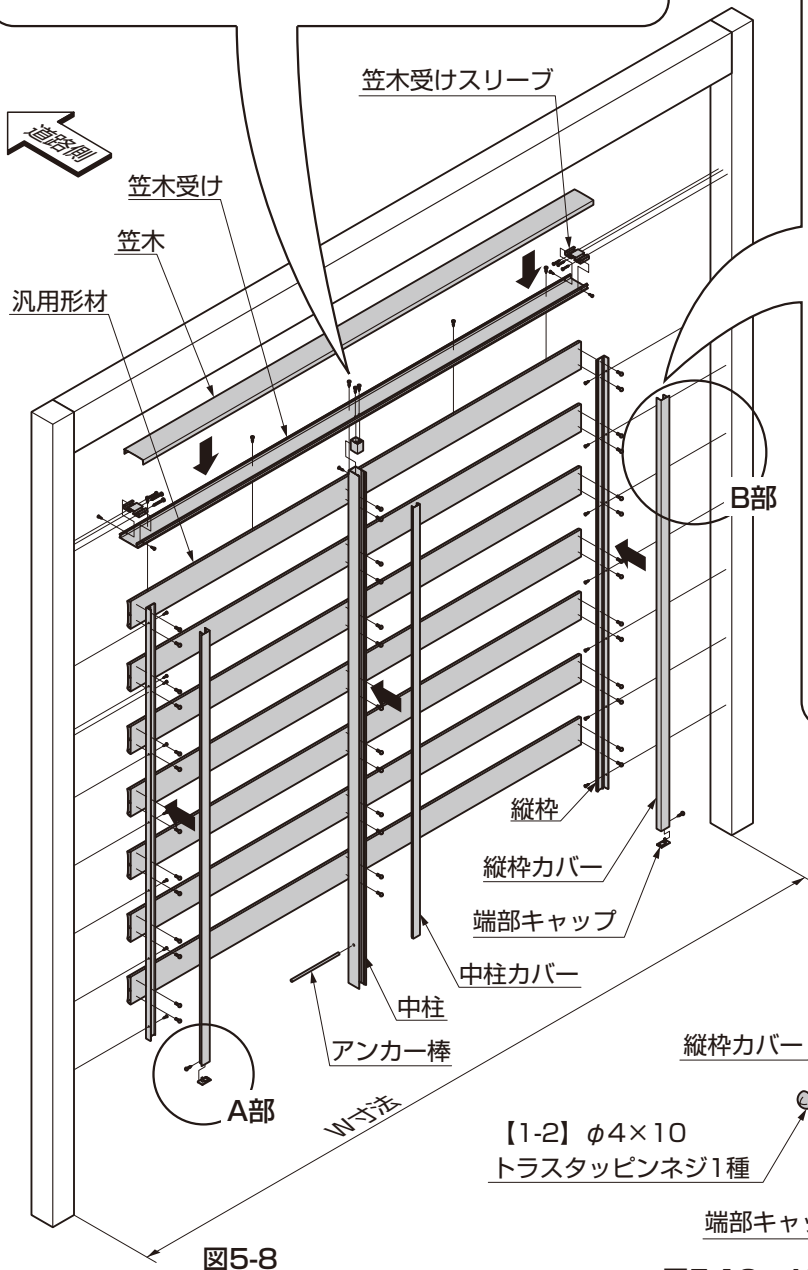 笠木受けスリーブ
道路側
笠木受け
笠木
汎用形材
B部
縦枠
縦枠カバー
端部キャップ
中柱カバー
中柱
アンカー棒
A部
W寸法
縦枠カバー
【1-2】φ4×10
トラスタッピンネジ1種
図5-8